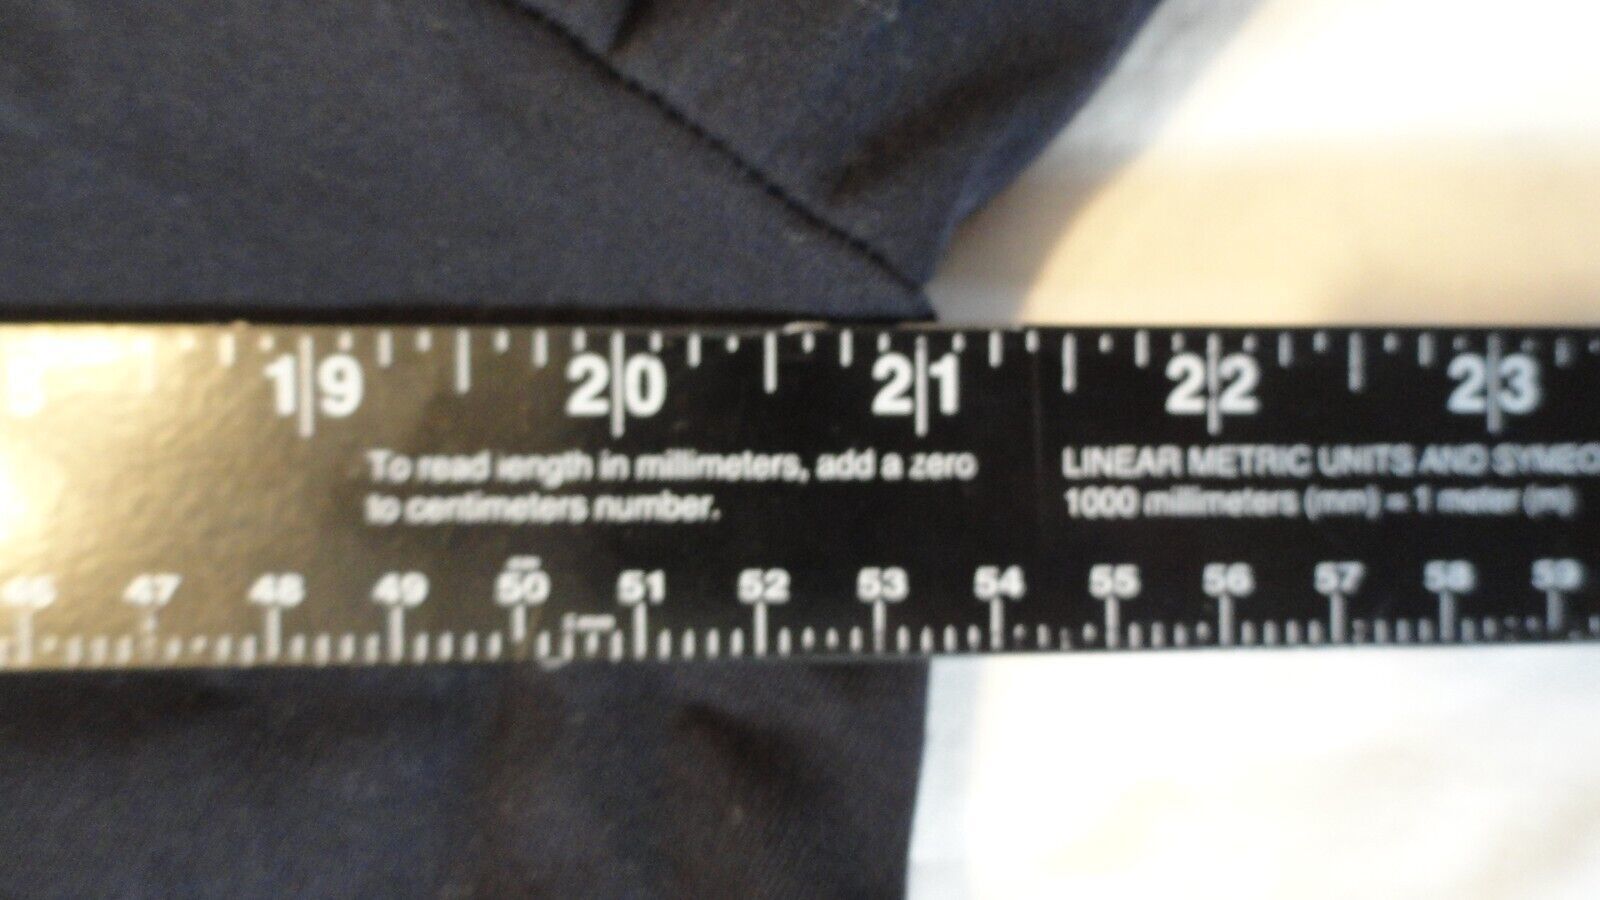 19 20 21 22 23
To read length in millimeters, add a zero
to centimeters number.
LINEAR METRIC UNITS AND
1000 millimeters (mm) = 1 meter (m)
46 47 48 49 50 51 52 53 54 55 56 57 58 59